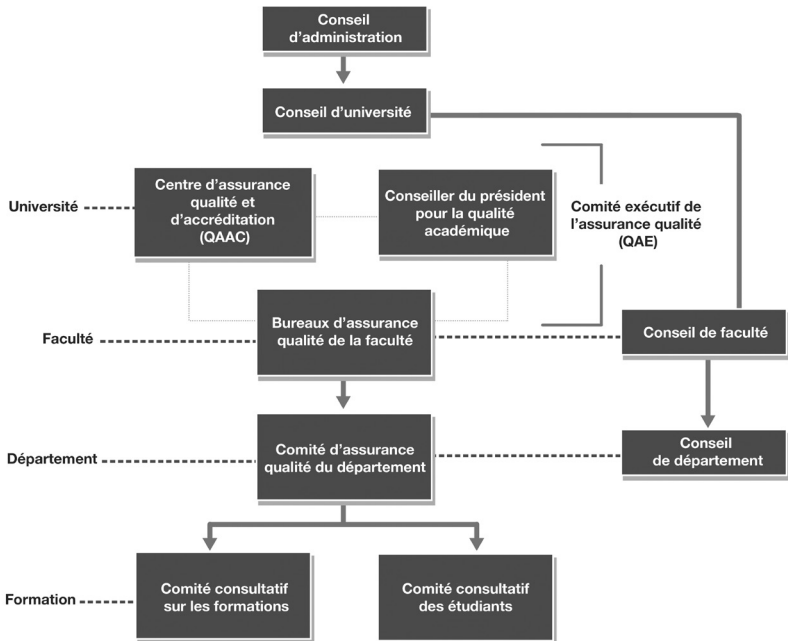 Conseil
d’administration
Conseil d’université
Université
Centre d’assurance
qualité et
d’accréditation
(QAAC)
Conseiller du président
pour la qualité
académique
Comité exécutif de
l’assurance qualité
(QAE)
Faculté
Bureaux d’assurance
qualité de la faculté
Conseil de faculté
Département
Comité d’assurance
qualité du département
Conseil
de département
Formation
Comité consultatif
sur les formations
Comité consultatif
des étudiants